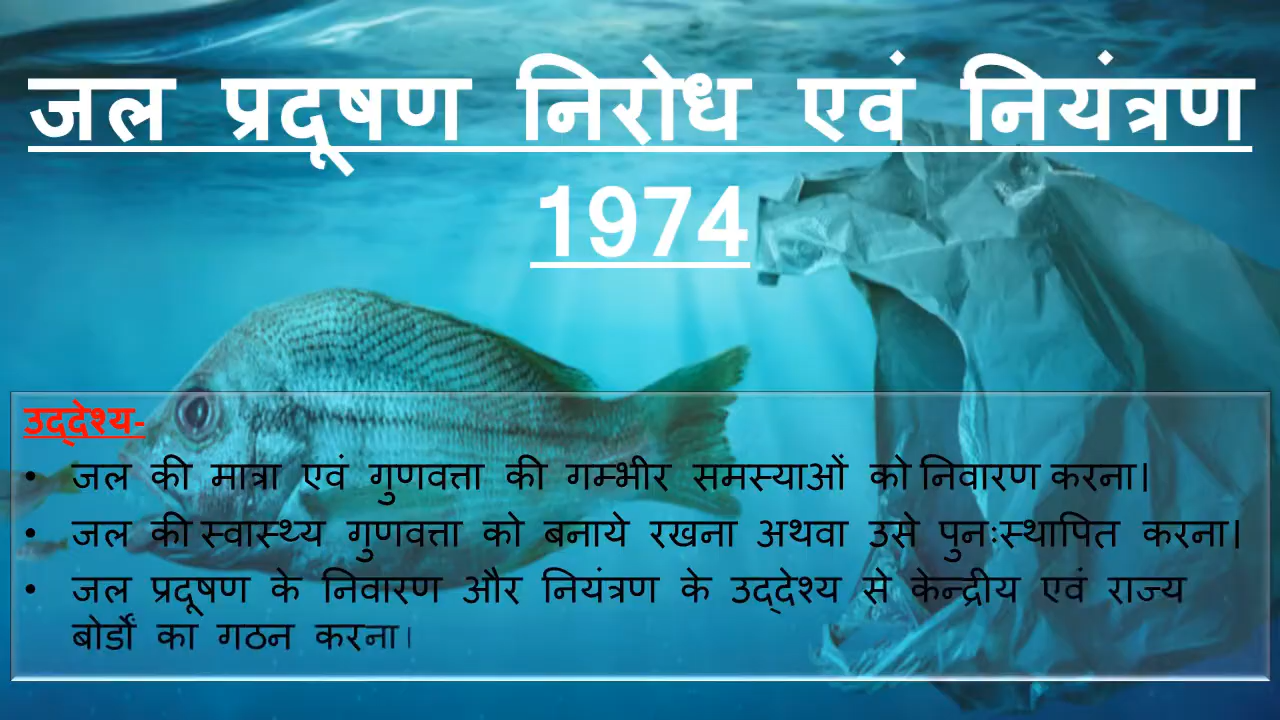 जल प्रदूषण निरोध एवं नियंत्रण
1974
उद्देश्य-
• जल की मात्रा एवं गुणवत्ता की गम्भीर समस्याओं को निवारण करना।
• जल की स्वास्थ्य गुणवत्ता को बनाये रखना अथवा उसे पुनःस्थापित करना।
• जल प्रदूषण के निवारण और नियंत्रण के उद्देश्य से केन्द्रीय एवं राज्य
बोर्डों का गठन करना।